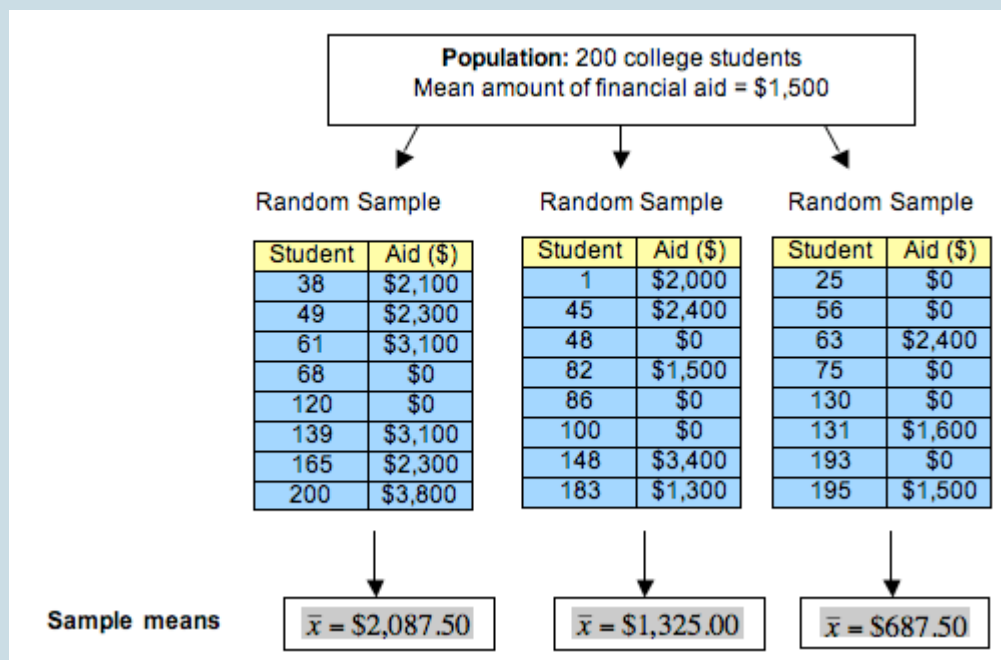 Population: 200 college students
Mean amount of financial aid = $1,500
Random Sample
Student Aid ($)
38 $2,100
49 $2,300
61 $3,100
68 $0
120 $0
139 $3,100
165 $2,300
200 $3,800
x̄ = $2,087.50
Random Sample
Student Aid ($)
1 $2,000
45 $2,400
48 $0
82 $1,500
86 $0
100 $0
148 $3,400
183 $1,300
x̄ = $1,325.00
Random Sample
Student Aid ($)
25 $0
56 $0
63 $2,400
75 $0
130 $0
131 $1,600
193 $0
195 $1,500
x̄ = $687.50
Sample means